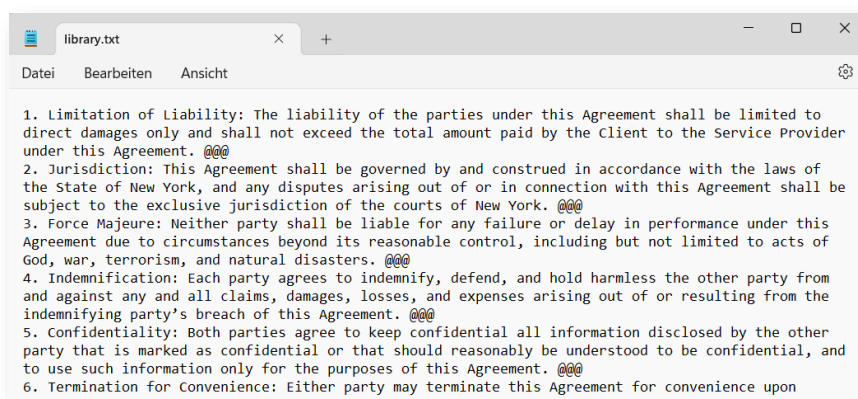 library.txt
Datei Bearbeiten Ansicht
1. Limitation of Liability: The liability of the parties under this Agreement shall be limited to
direct damages only and shall not exceed the total amount paid by the Client to the Service Provider
under this Agreement. @@@
2. Jurisdiction: This Agreement shall be governed by and construed in accordance with the laws of
the State of New York, and any disputes arising out of or in connection with this Agreement shall be
subject to the exclusive jurisdiction of the courts of New York. @@@
3. Force Majeure: Neither party shall be liable for any failure or delay in performance under this
Agreement due to circumstances beyond its reasonable control, including but not limited to acts of
God, war, terrorism, and natural disasters. @@@
4. Indemnification: Each party agrees to indemnify, defend, and hold harmless the other party from
and against any and all claims, damages, losses, and expenses arising out of or resulting from the
indemnifying party’s breach of this Agreement. @@@
5. Confidentiality: Both parties agree to keep confidential all information disclosed by the other
party that is marked as confidential or that should reasonably be understood to be confidential, and
to use such information only for the purposes of this Agreement. @@@
6. Termination for Convenience: Either party may terminate this Agreement for convenience upon